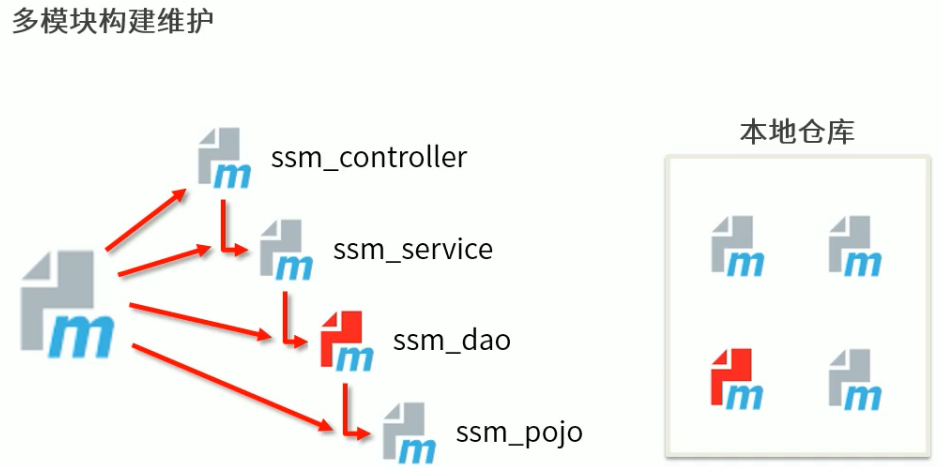 多模块构建维护
本地仓库
ssm_controller
ssm_service
ssm_dao
ssm_pojo
m
m
m
m
m
m
m
m
m